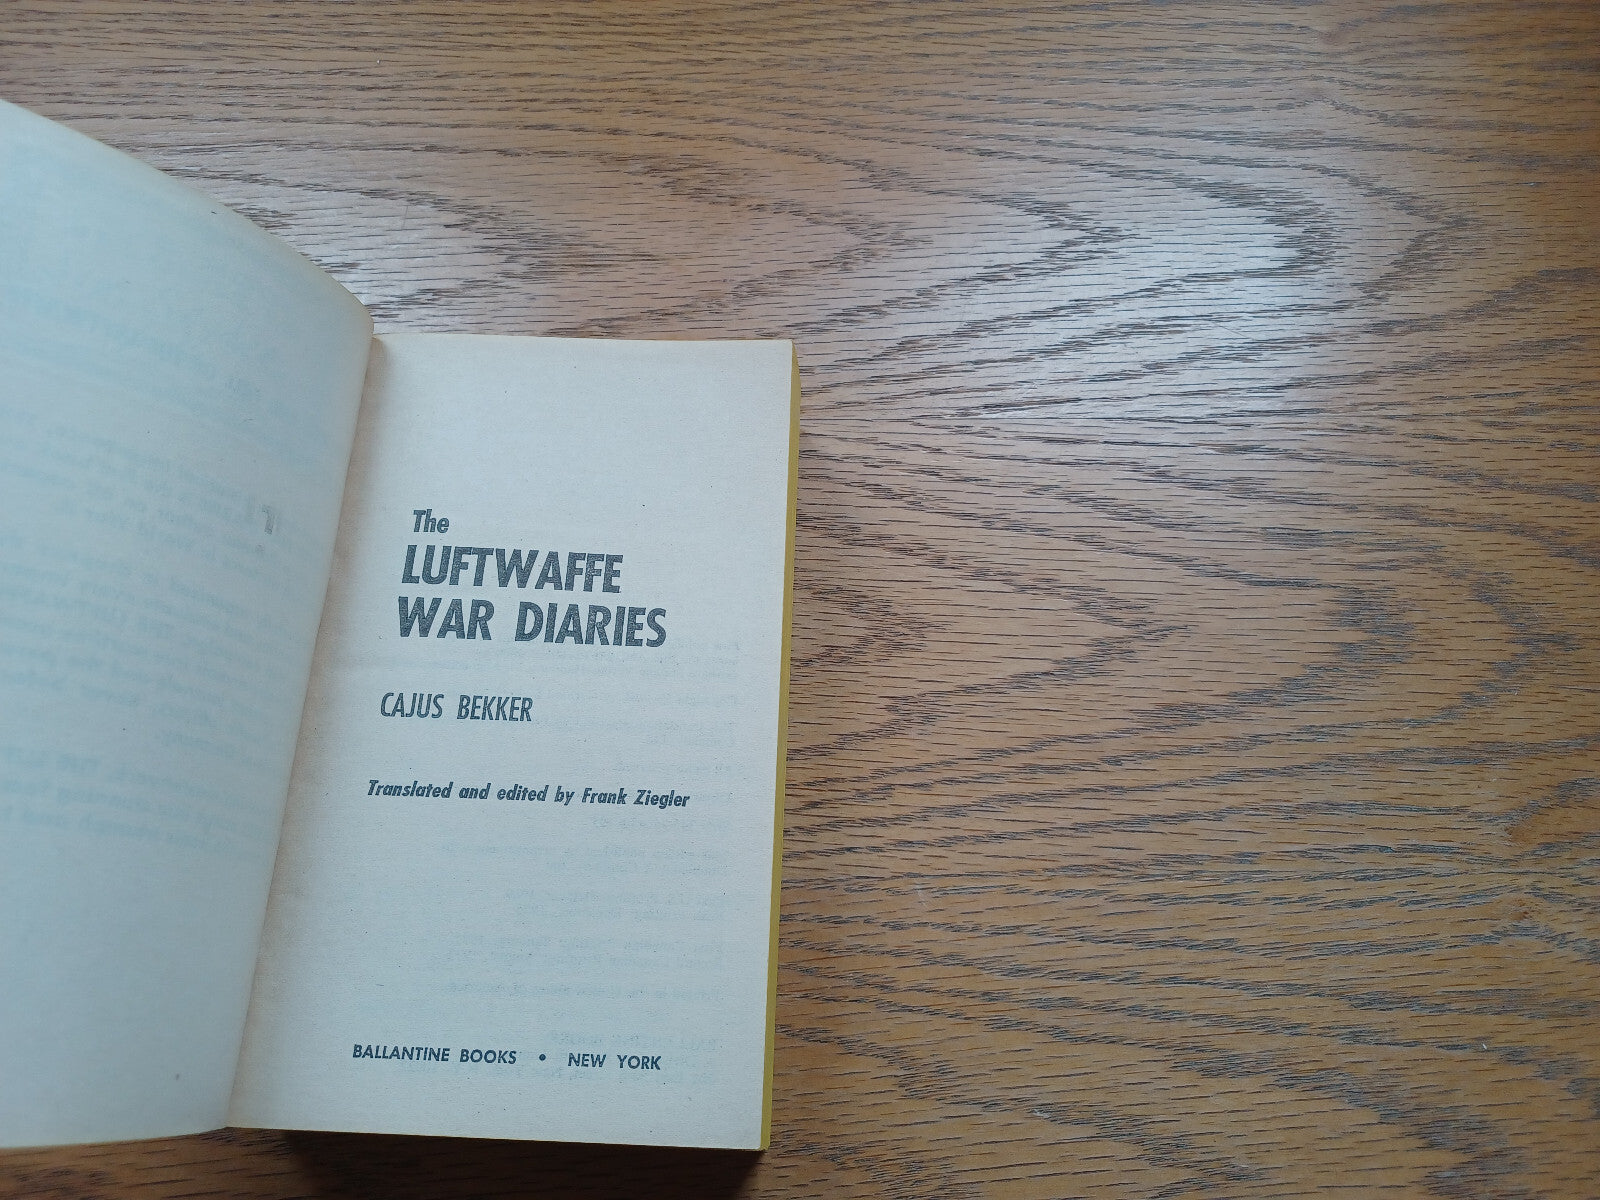 The
LUFTWAFFE
WAR DIARIES
CAJUS BEKKER
Translated and edited by Frank Ziegler
BALLANTINE BOOKS • NEW YORK